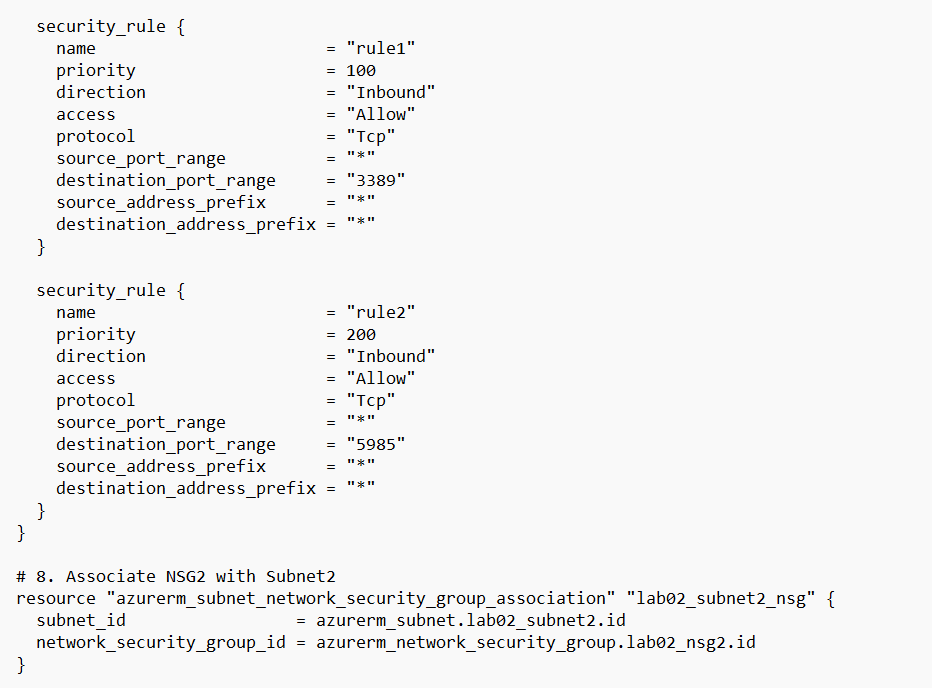 security_rule {
    name                       = "rule1"
    priority                   = 100
    direction                  = "Inbound"
    access                     = "Allow"
    protocol                   = "Tcp"
    source_port_range          = "*"
    destination_port_range     = "3389"
    source_address_prefix      = "*"
    destination_address_prefix = "*"
  }

  security_rule {
    name                       = "rule2"
    priority                   = 200
    direction                  = "Inbound"
    access                     = "Allow"
    protocol                   = "Tcp"
    source_port_range          = "*"
    destination_port_range     = "5985"
    source_address_prefix      = "*"
    destination_address_prefix = "*"
  }
}

# 8. Associate NSG2 with Subnet2
resource "azurerm_subnet_network_security_group_association" "lab02_subnet2_nsg" {
  subnet_id                 = azurerm_subnet.lab02_subnet2.id
  network_security_group_id = azurerm_network_security_group.lab02_nsg2.id
}